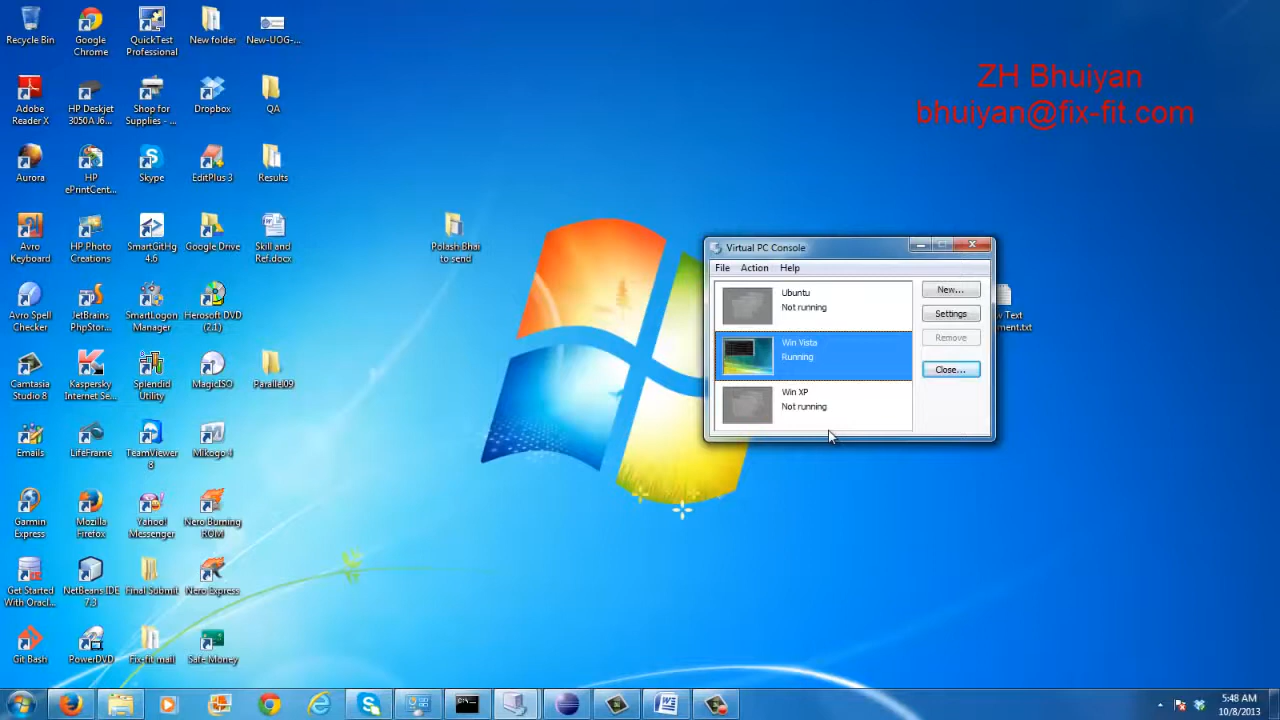 Recycle Bin
Google
Chrome
QuickTest
Professional
New folder
New-UOG-...
Adobe
Reader X
HP Deskjet
3050A J6...
Shop for
Supplies - ...
Dropbox
QA
Aurora
HP
ePrintCent...
Skype
EditPlus 3
Results
Avro
Keyboard
HP Photo
Creations
SmartGitHg
4.6
Google Drive
Skill and
Ref.docx
Avro Spell
Checker
JetBrains
PhpStor...
SmartLogon
Manager
Herosoft DVD
(2.1)
Camtasia
Studio 8
Kaspersky
Internet Se...
Splendid
Utility
MagicISO
Parallel09
Emails
LifeFrame
TeamViewer
8
Mikogo 4
Garmin
Express
Mozilla
Firefox
Yahoo!
Messenger
Nero Burning
ROM
Get Started
With Oracl...
NetBeans IDE
7.3
Final Submit
Nero Express
Git Bash
PowerDVD
Fix-fit mail
Safe Money
Polash Bhai
to send
ZH Bhuiyan
bhuiyan@fix-fit.com
Virtual PC Console
File Action Help
Ubuntu
Not running
Win Vista
Running
Win XP
Not running
New...
Settings
Remove
Close...
w Text
ment.txt
5:48 AM
10/8/2013